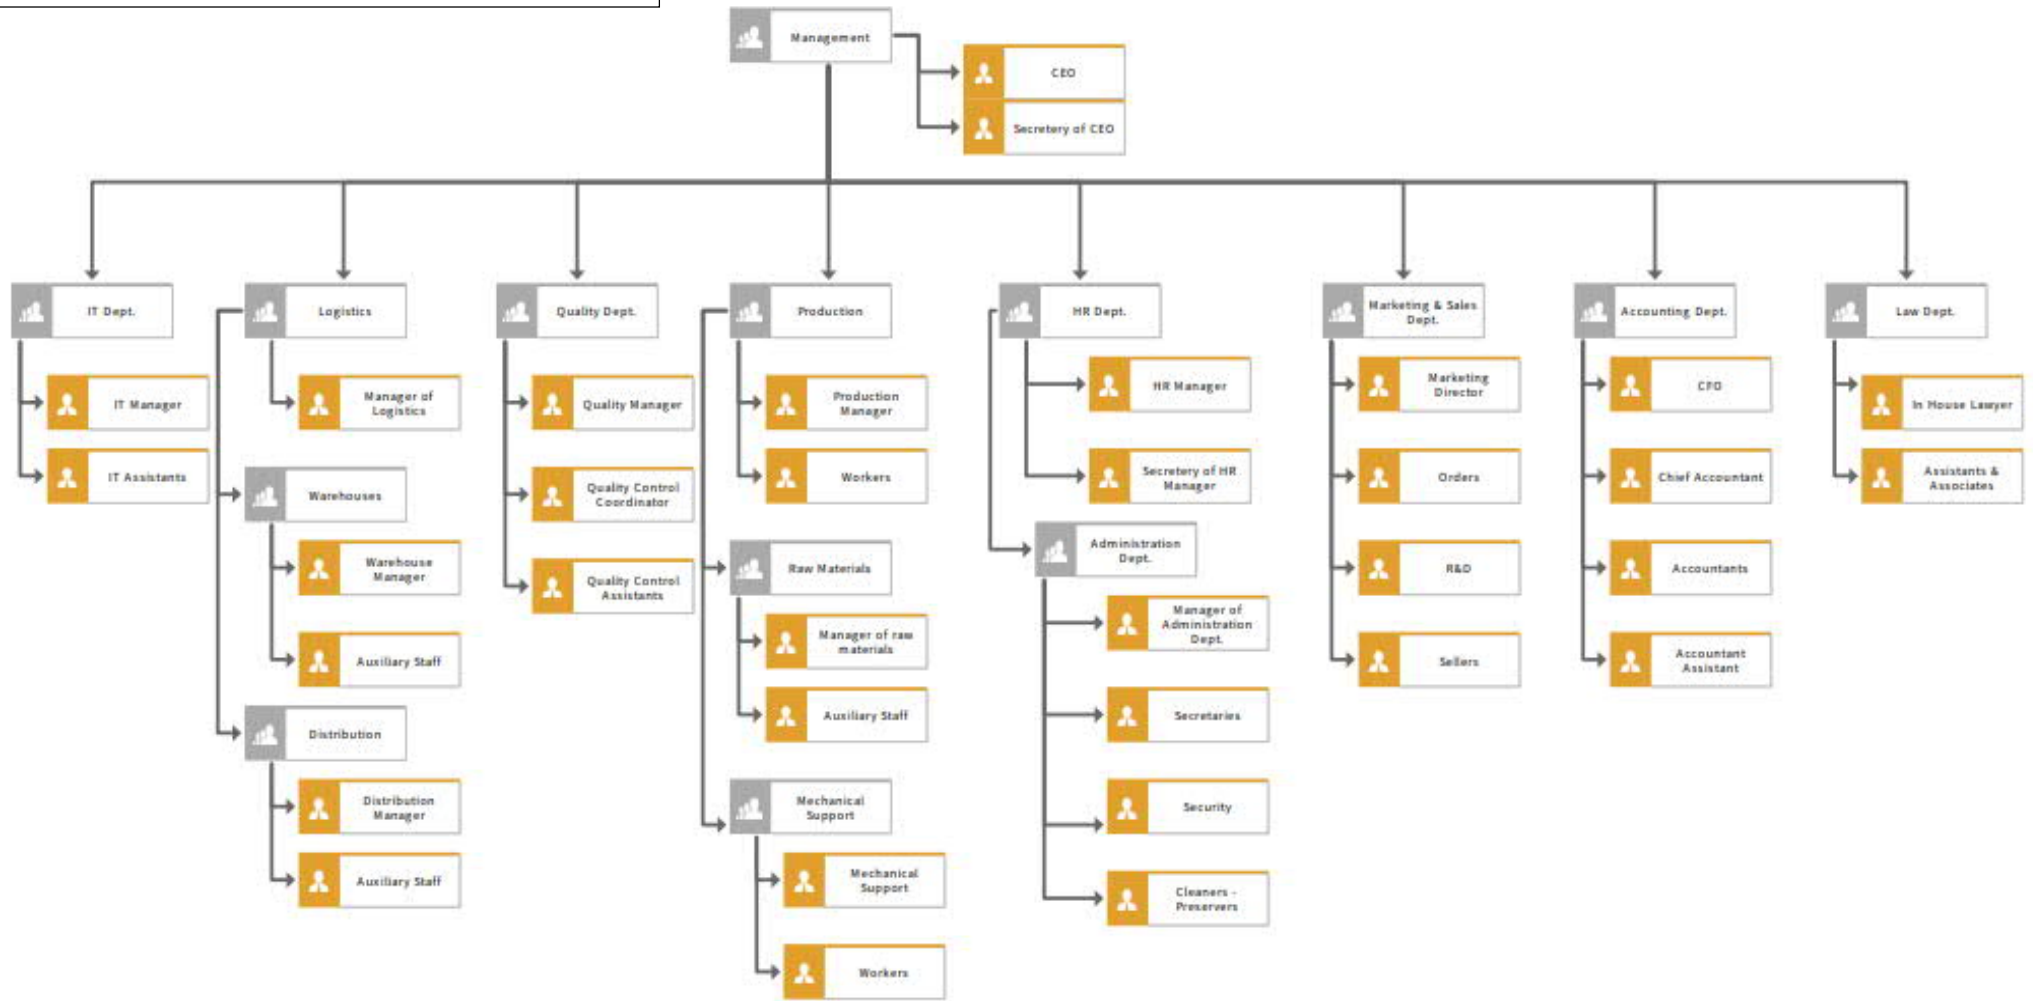 Management
CEO
Secretery of CEO
IT Dept.
IT Manager
IT Assistants
Logistics
Manager of
Logistics
Warehouses
Warehouse
Manager
Auxiliary Staff
Distribution
Distribution
Manager
Auxiliary Staff
Quality Dept.
Quality Manager
Quality Control
Coordinator
Quality Control
Assistants
Production
Production
Manager
Workers
Raw Materials
Manager of raw
materials
Auxiliary Staff
Mechanical
Support
Mechanical
Support
Workers
HR Dept.
HR Manager
Secretery of HR
Manager
Administration
Dept.
Manager of
Administration
Dept.
Secretaries
Security
Cleaners -
Preservers
Marketing & Sales
Dept.
Marketing
Director
Orders
R&D
Sellers
Accounting Dept.
CFO
Chief Accountant
Accountants
Accountant
Assistant
Law Dept.
In House Lawyer
Assistants &
Associates